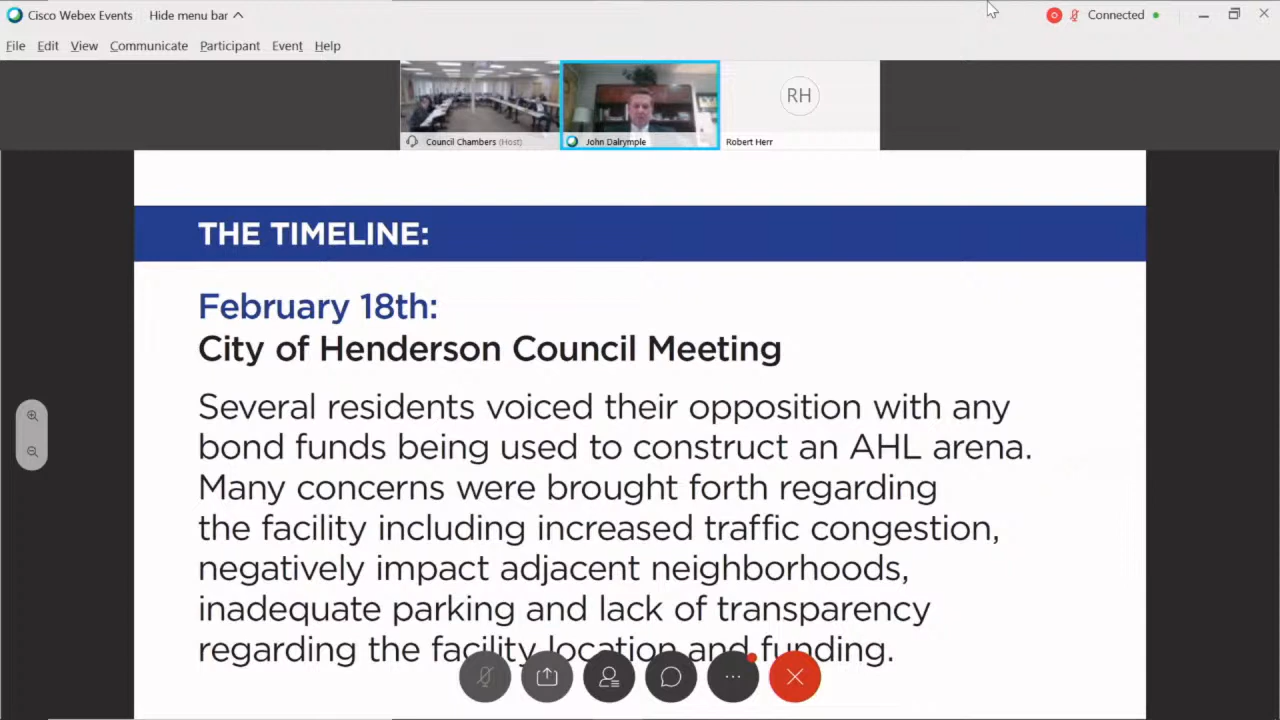 Cisco Webex Events Hide menu bar Connected
File Edit View Communicate Participant Event Help
RH
Council Chambers (Host) John Dalrymple Robert Herr
THE TIMELINE:
February 18th:
City of Henderson Council Meeting
Several residents voiced their opposition with any
bond funds being used to construct an AHL arena.
Many concerns were brought forth regarding
the facility including increased traffic congestion,
negatively impact adjacent neighborhoods,
inadequate parking and lack of transparency
regarding the facility location and funding.